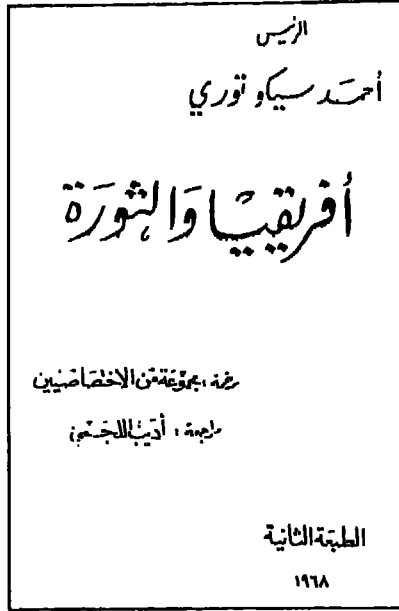 الرئيس
أحمد سيكو توري
أفريقيا والثورة
ترجمة : مجموعة من الاختصاصيين
مراجعة : أديب اللجمي
الطبعة الثانية
١٩٦٨